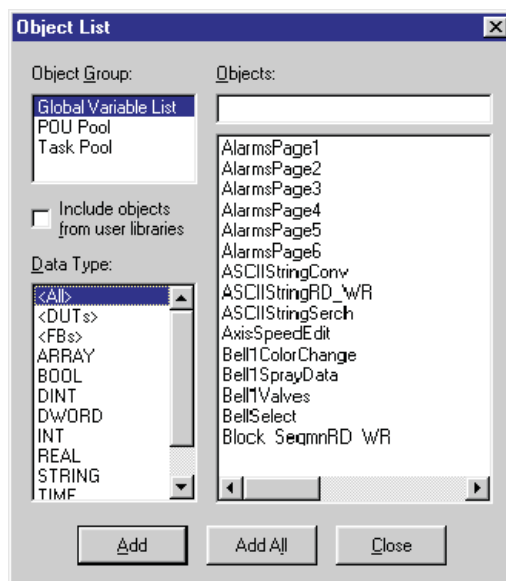 Object List
Object Group:
Global Variable List
POU Pool
Task Pool
Include objects
from user libraries
Data Type:
<All>
<DUTs>
<FBs>
ARRAY
BOOL
DINT
DWORD
INT
REAL
STRING
TIME
Objects:
AlarmsPage1
AlarmsPage2
AlarmsPage3
AlarmsPage4
AlarmsPage5
AlarmsPage6
ASCIIStringConv
ASCIIStringRD_WR
ASCIIStringSerch
AxisSpeedEdit
Bell1ColorChange
Bell1SprayData
Bell1Valves
BellSelect
Block_SeqmnRD_WR
Add
Add All
Close